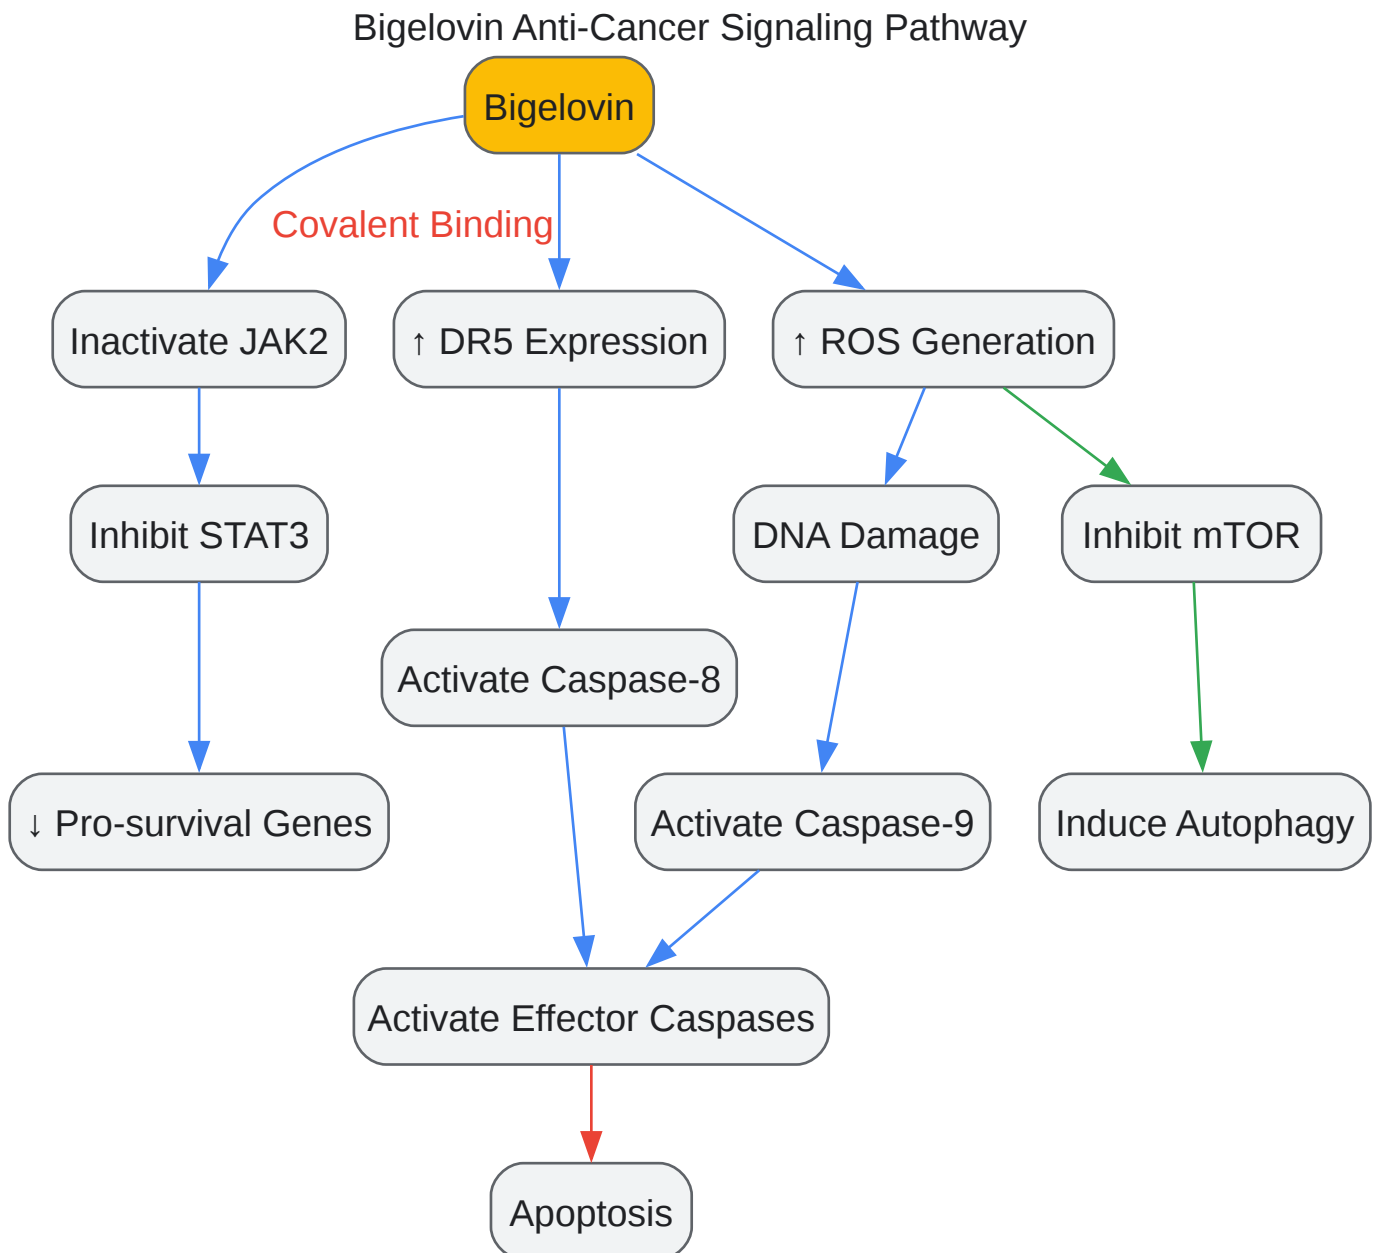 Bigelovin Anti-Cancer Signaling Pathway
Bigelovin
Covalent Binding
Inactivate JAK2
↑ DR5 Expression
↑ ROS Generation
Inhibit STAT3
DNA Damage
Inhibit mTOR
Activate Caspase-8
↓ Pro-survival Genes
Activate Caspase-9
Induce Autophagy
Activate Effector Caspases
Apoptosis